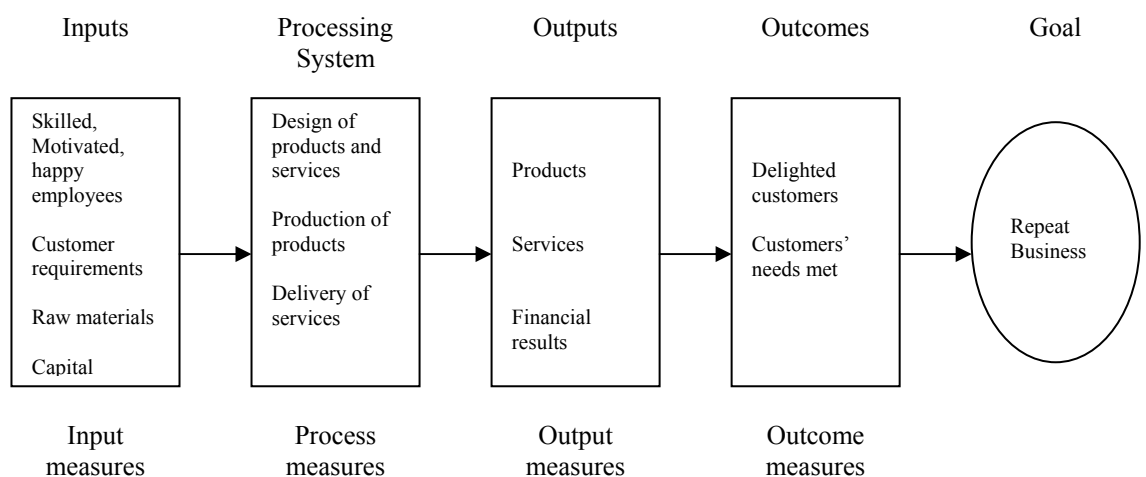 Inputs
Processing
System
Outputs
Outcomes
Goal
Skilled,
Motivated,
happy
employees
Customer
requirements
Raw materials
Capital
Design of
products and
services
Production of
products
Delivery of
services
Products
Services
Financial
results
Delighted
customers
Customers’
needs met
Repeat
Business
Input
measures
Process
measures
Output
measures
Outcome
measures